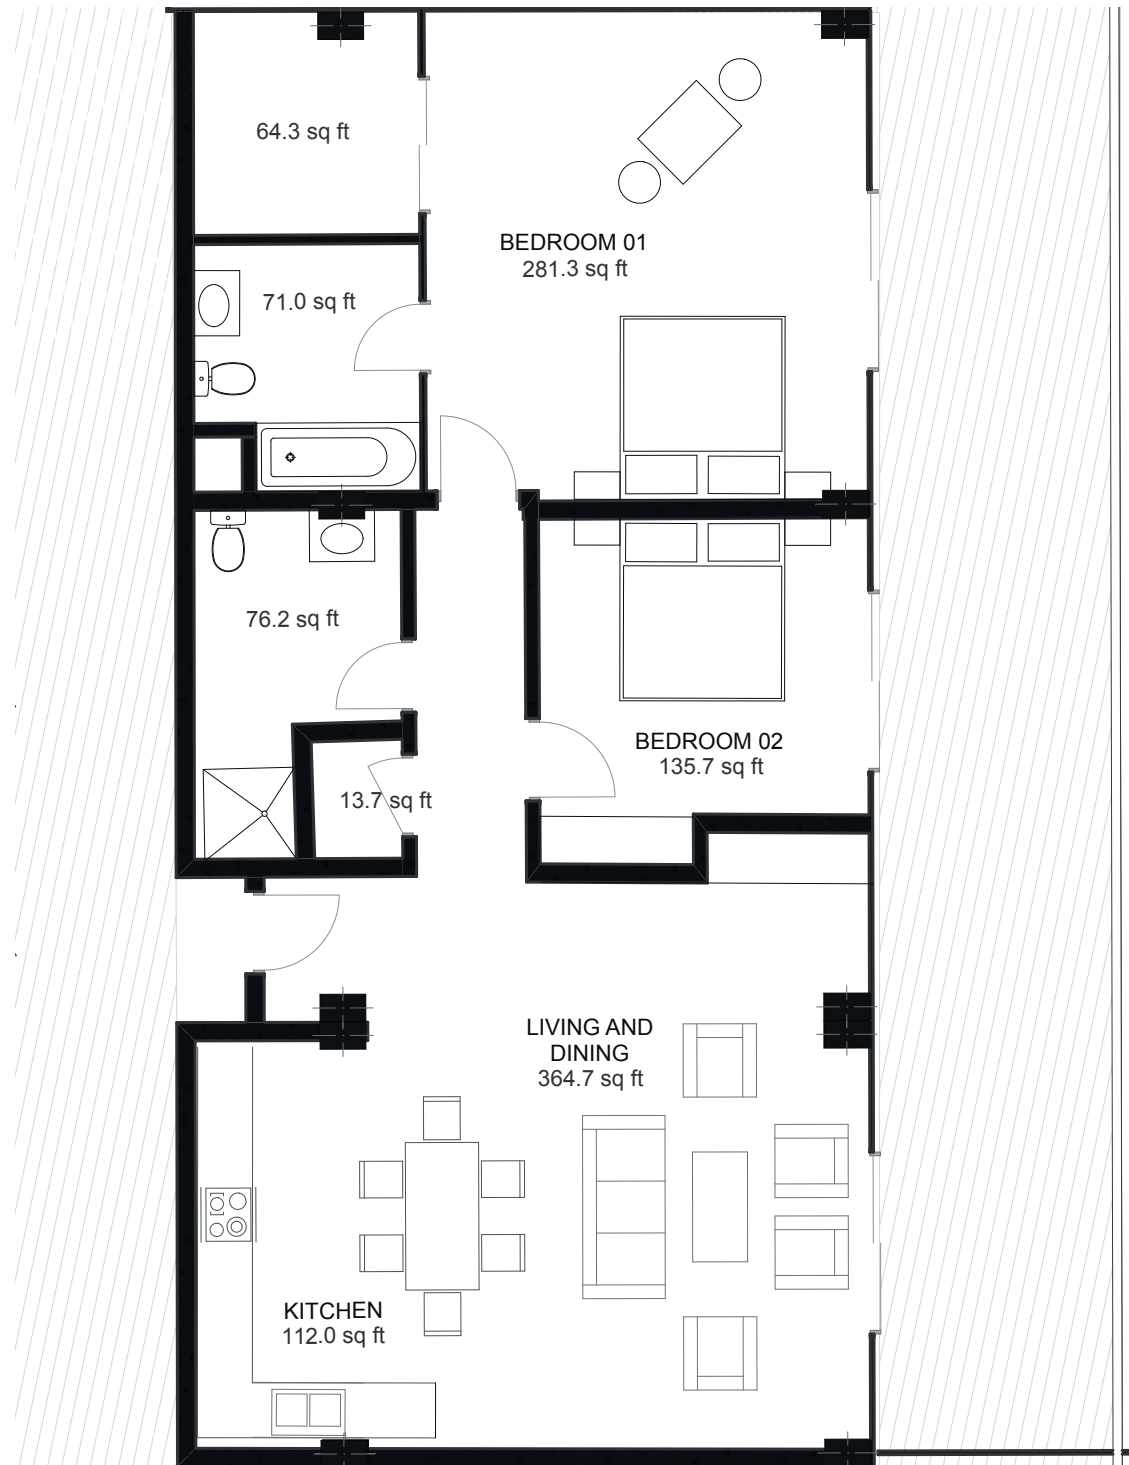 64.3 sq ft
BEDROOM 01
281.3 sq ft
71.0 sq ft
76.2 sq ft
BEDROOM 02
135.7 sq ft
13.7 sq ft
LIVING AND
DINING
364.7 sq ft
KITCHEN
112.0 sq ft